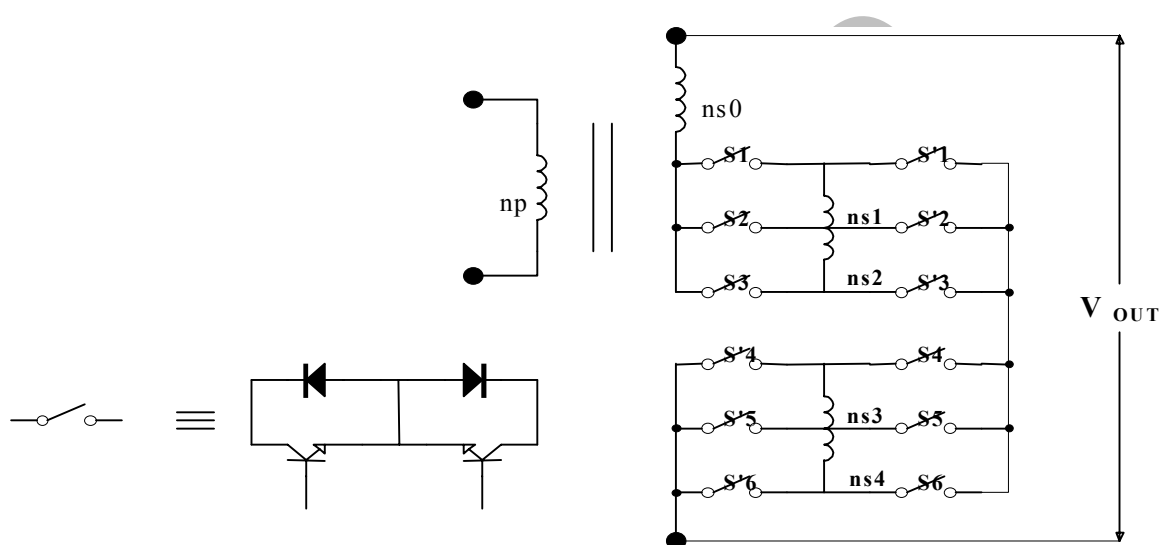 ns0
S1 S'1
np
S2 ns1 S'2
S3 ns2 S'3
V OUT
S'4 S4
S'5 ns3 S5
S'6 ns4 S6